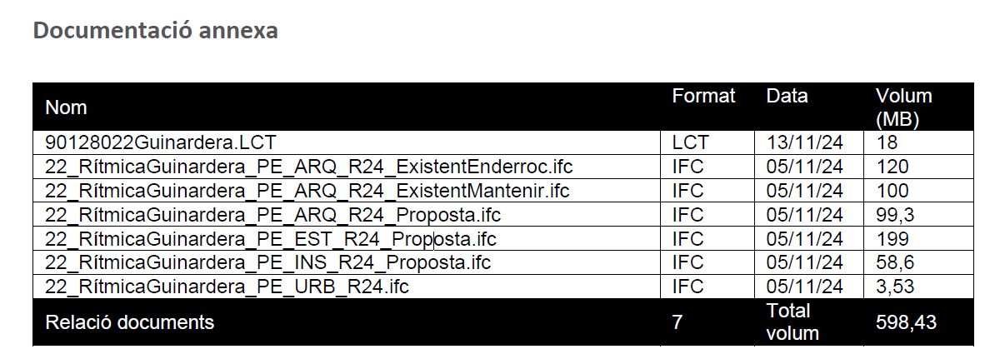 Documentació annexa
Nom Format Data Volum (MB)
90128022Guinardera.LCT LCT 13/11/24 18
22_RítmicaGuinardera_PE_ARQ_R24_ExistentEnderroc.ifc IFC 05/11/24 120
22_RítmicaGuinardera_PE_ARQ_R24_ExistentMantenir.ifc IFC 05/11/24 100
22_RítmicaGuinardera_PE_ARQ_R24_Proposta.ifc IFC 05/11/24 99,3
22_RítmicaGuinardera_PE_EST_R24_Proposta.ifc IFC 05/11/24 199
22_RítmicaGuinardera_PE_INS_R24_Proposta.ifc IFC 05/11/24 58,6
22_RítmicaGuinardera_PE_URB_R24.ifc IFC 05/11/24 3,53
Relació documents 7 Total volum 598,43